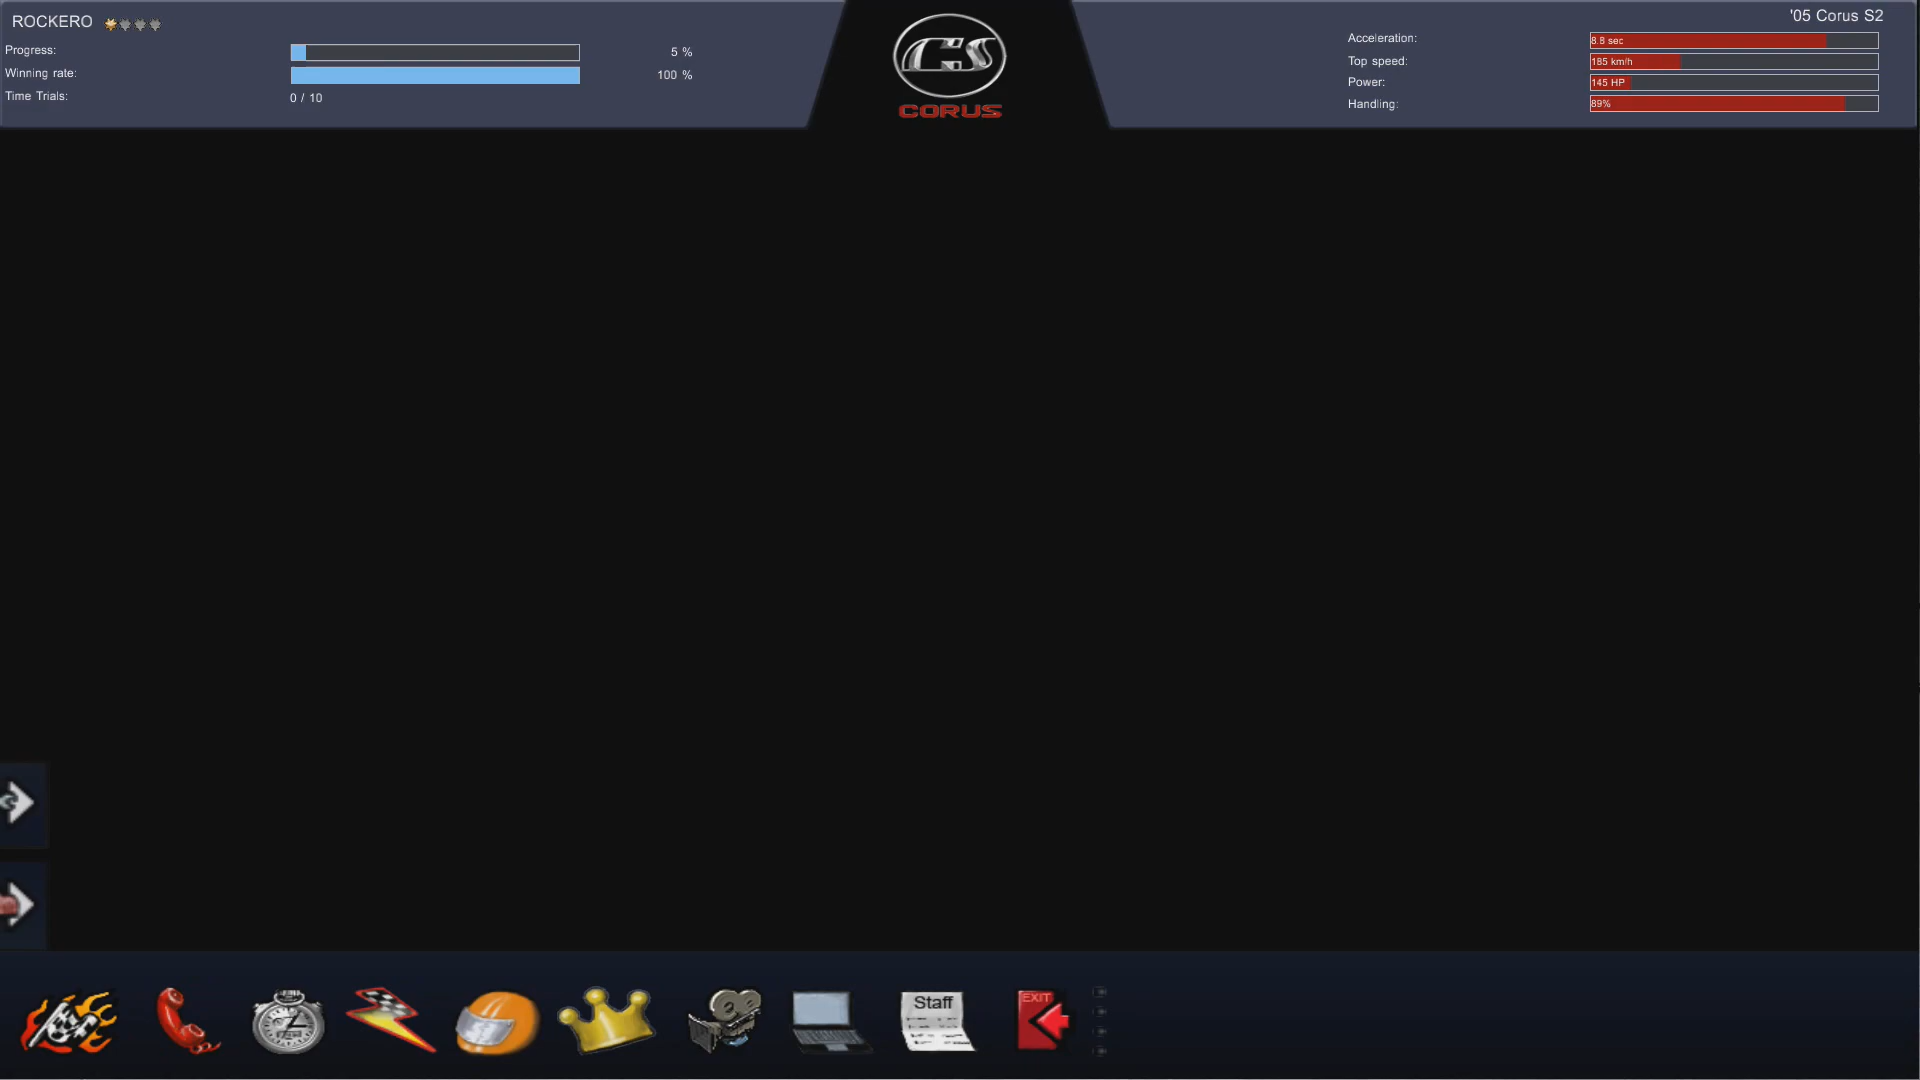 ROCKERO
Progress: 5 %
Winning rate: 100 %
Time Trials: 0 / 10
CS
CORUS
'05 Corus S2
Acceleration: 8.8 sec
Top speed: 185 km/h
Power: 145 HP
Handling: 89%
Staff
EXIT